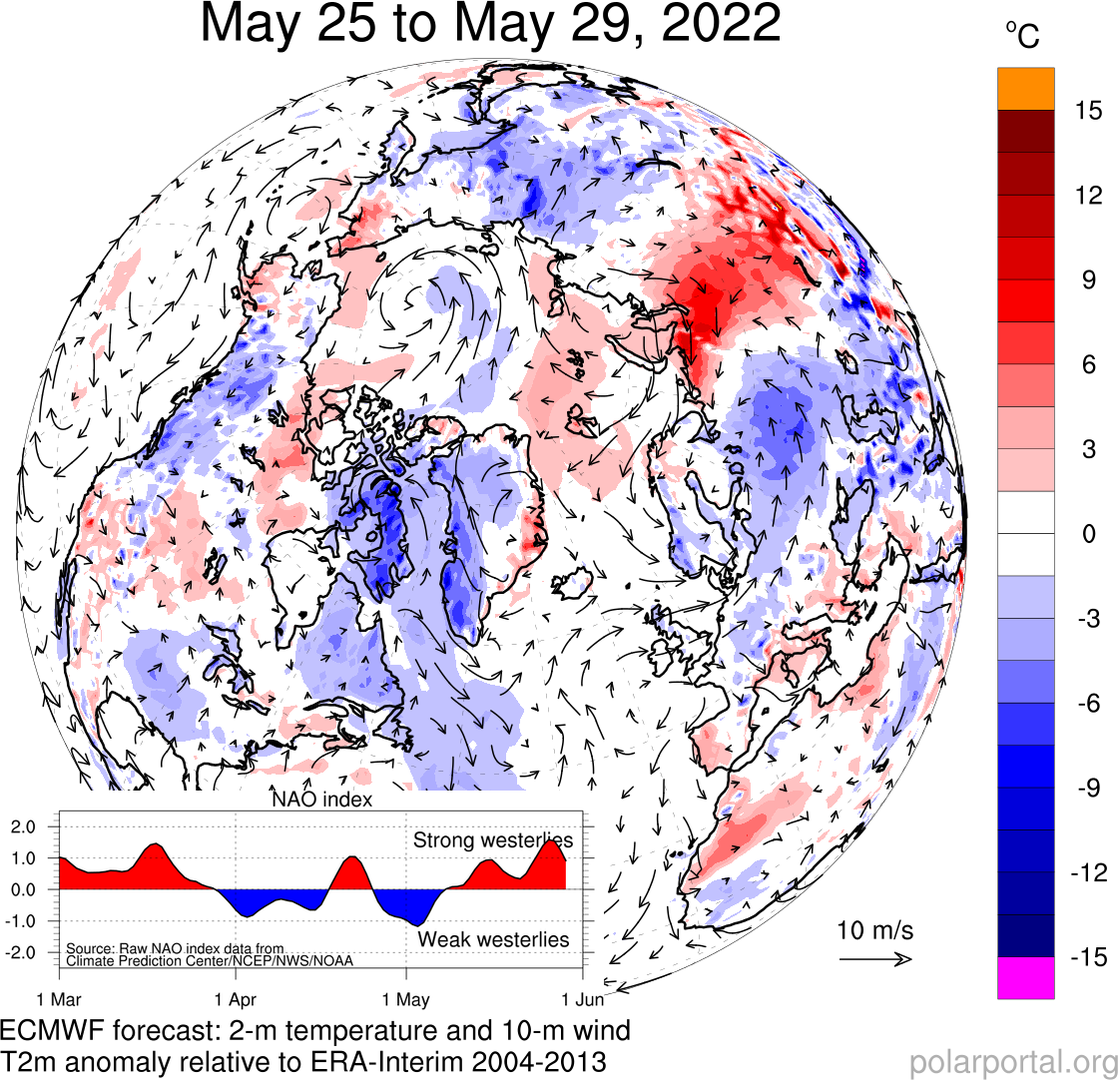 May 25 to May 29, 2022
°C
15
12
9
6
3
0
-3
-6
-9
-12
-15
NAO index
2.0
1.0
0.0
-1.0
-2.0
Strong westerlies
Weak westerlies
Source: Raw NAO index data from
Climate Prediction Center/NCEP/NWS/NOAA
1 Mar 1 Apr 1 May 1 Jun
10 m/s
ECMWF forecast: 2-m temperature and 10-m wind
T2m anomaly relative to ERA-Interim 2004-2013
polarportal.org